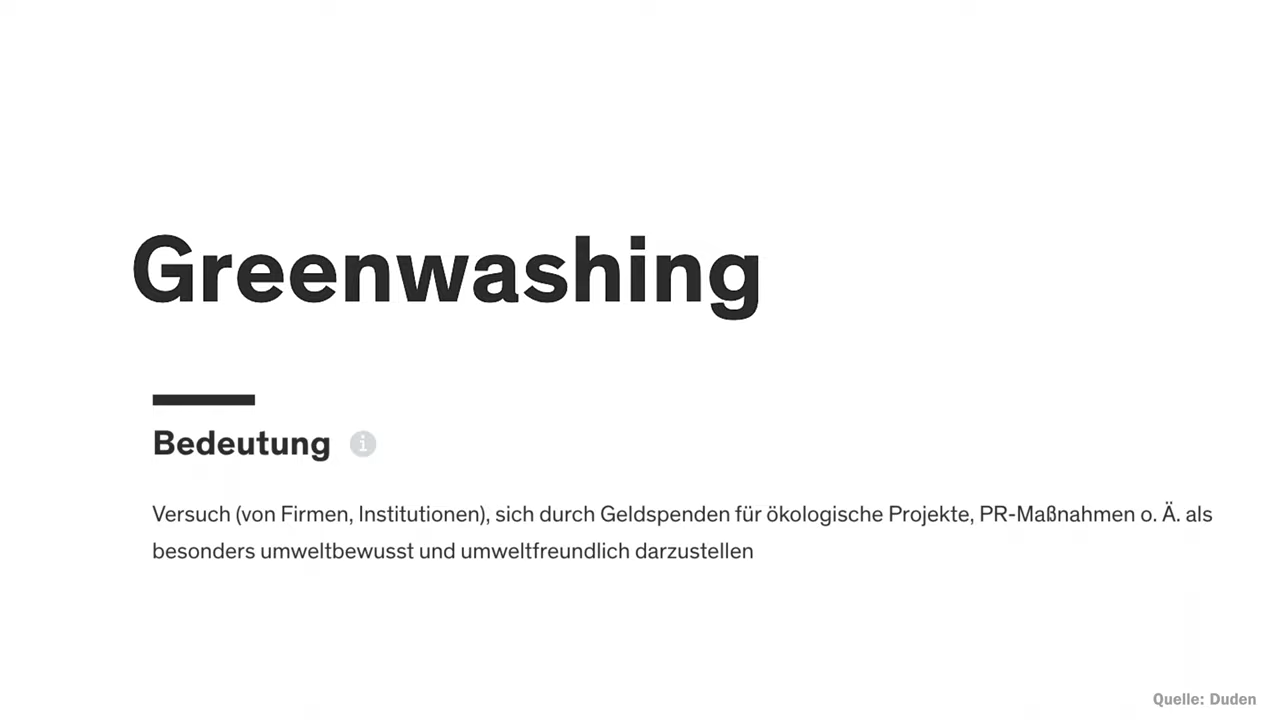 Greenwashing
Bedeutung i
Versuch (von Firmen, Institutionen), sich durch Geldspenden für ökologische Projekte, PR-Maßnahmen o. Ä. als
besonders umweltbewusst und umweltfreundlich darzustellen
Quelle: Duden